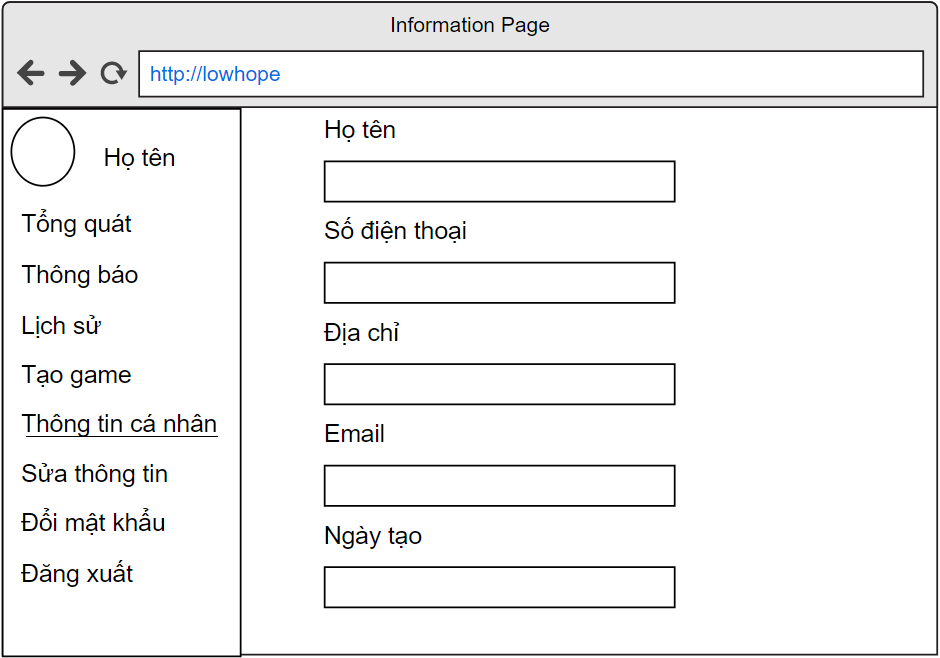 Information Page
http://lowhope
Họ tên
Tổng quát
Thông báo
Lịch sử
Tạo game
Thông tin cá nhân
Sửa thông tin
Đổi mật khẩu
Đăng xuất
Họ tên
Số điện thoại
Địa chỉ
Email
Ngày tạo